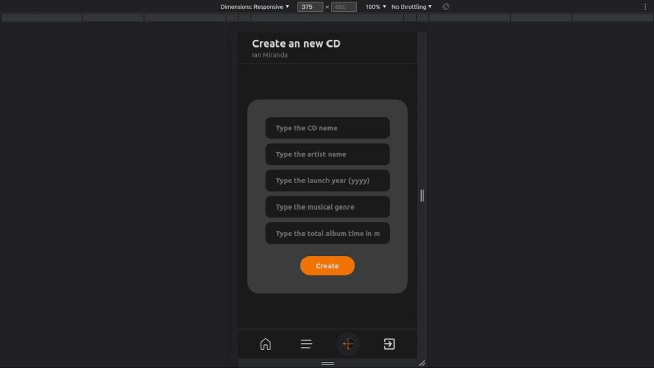 Dimensions: Responsive ▼ 375 × 100% ▼ No throttling ▼
Create an new CD
Ian Miranda
Type the CD name
Type the artist name
Type the launch year (yyyy)
Type the musical genre
Type the total album time in m
Create